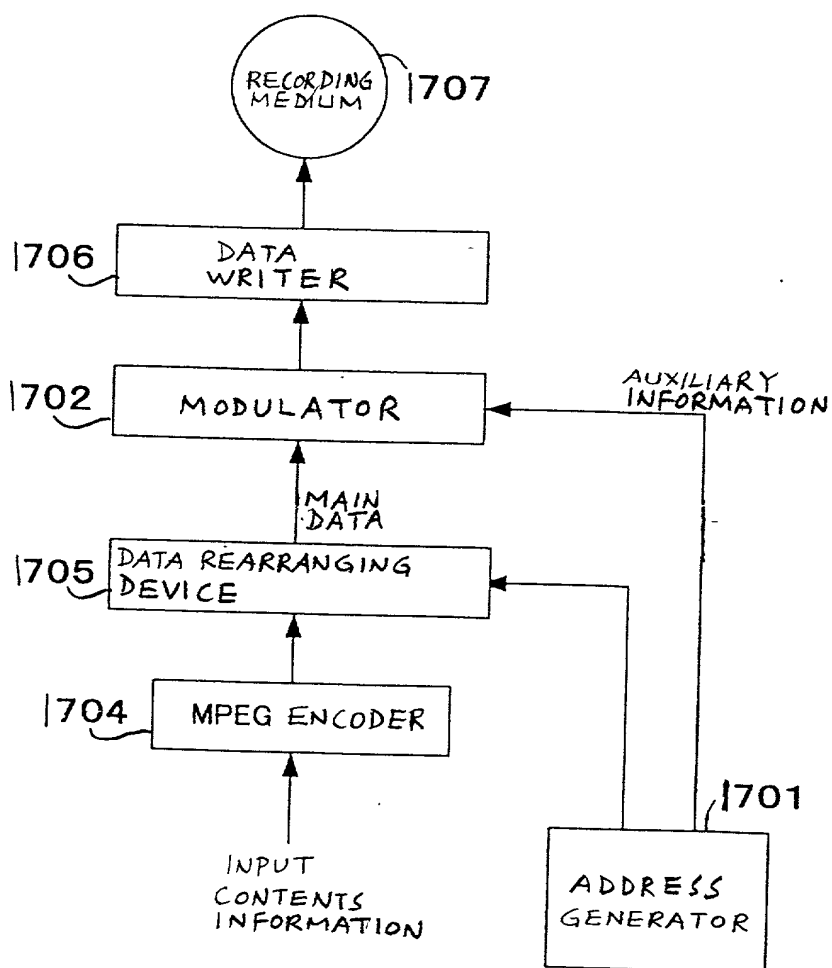 RECORDING
MEDIUM
1707
1706
DATA
WRITER
1702
MODULATOR
AUXILIARY
INFORMATION
MAIN
DATA
1705
DATA REARRANGING
DEVICE
1704
MPEG ENCODER
1701
INPUT
CONTENTS
INFORMATION
ADDRESS
GENERATOR